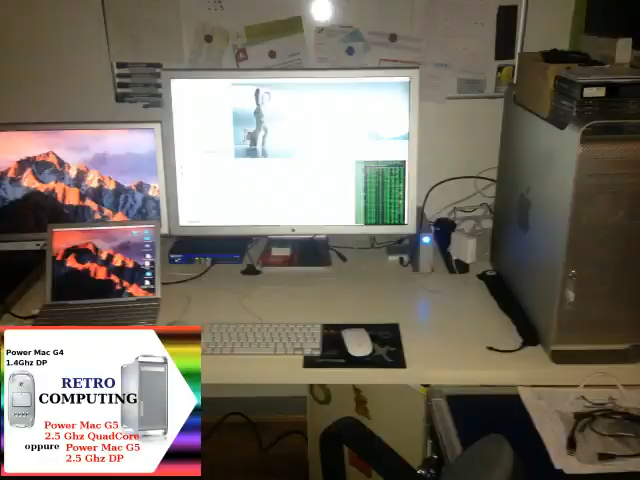 Power Mac G4
1.4Ghz DP
RETRO
COMPUTING
Power Mac G5
2.5 Ghz QuadCore
oppure Power Mac G5
2.5 Ghz DP